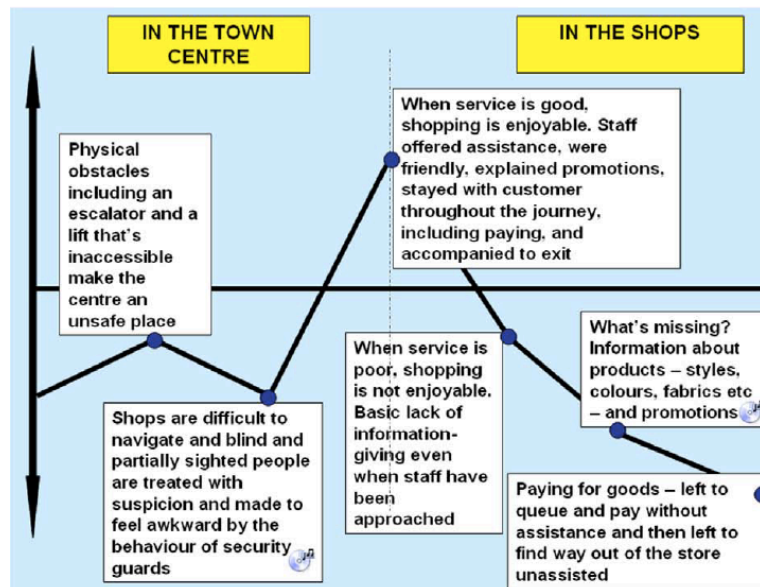 IN THE TOWN
CENTRE
IN THE SHOPS
Physical
obstacles
including an
escalator and a
lift that's
inaccessible
make the
centre an
unsafe place
Shops are difficult to
navigate and blind and
partially sighted people
are treated with
suspicion and made to
feel awkward by the
behaviour of security
guards
When service is good,
shopping is enjoyable. Staff
offered assistance, were
friendly, explained promotions,
stayed with customer
throughout the journey,
including paying, and
accompanied to exit
When service is
poor, shopping
is not enjoyable.
Basic lack of
information-
giving even
when staff have
been
approached
What's missing?
Information about
products – styles,
colours, fabrics etc
– and promotions
Paying for goods – left to
queue and pay without
assistance and then left to
find way out of the store
unassisted